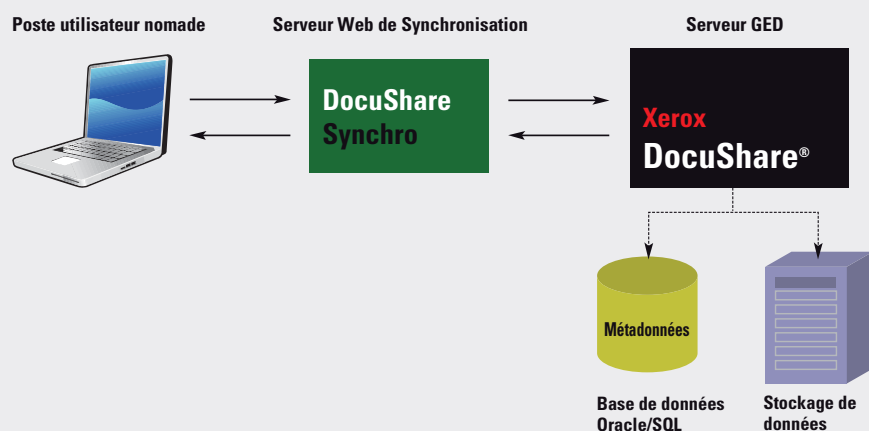 Poste utilisateur nomade
Serveur Web de Synchronisation
Serveur GED
DocuShare
Synchro
Xerox
DocuShare®
Métadonnées
Base de données
Oracle/SQL
Stockage de
données